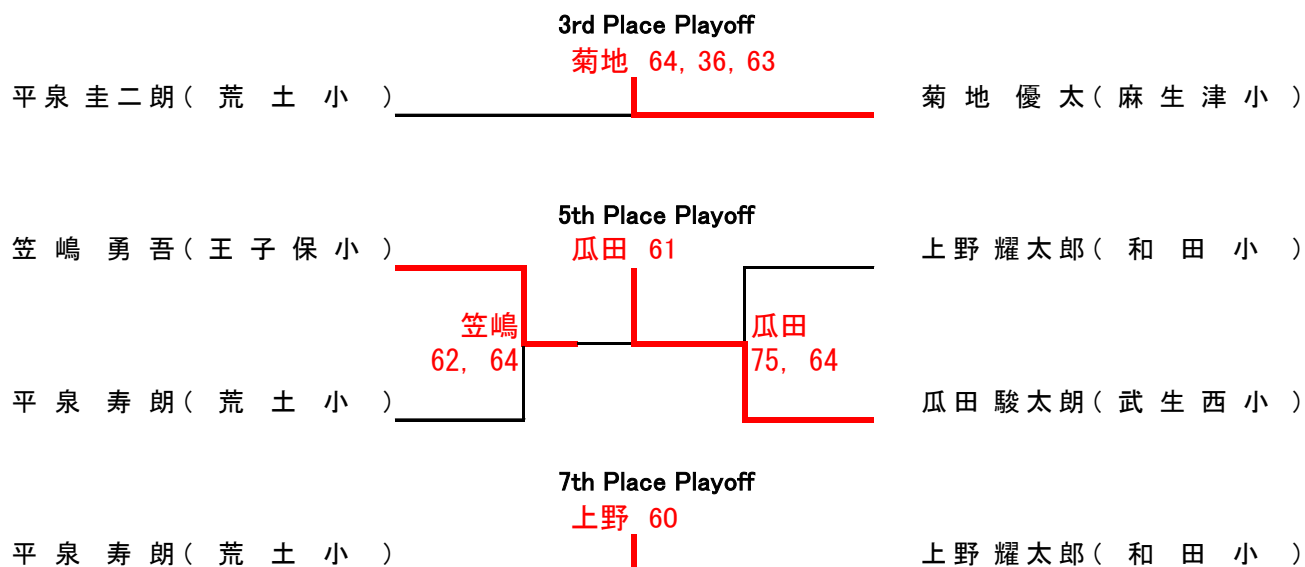 3rd Place Playoff
菊地 64, 36, 63
平泉 圭二朗( 荒 土 小 )
菊 地 優 太( 麻 生 津 小 )
5th Place Playoff
笠 嶋 勇 吾( 王 子 保 小 )
瓜田 61
上野 耀太郎( 和 田 小 )
笠嶋
62, 64
瓜田
75, 64
平 泉 寿 朗( 荒 土 小 )
瓜田 駿太朗( 武 生 西 小 )
7th Place Playoff
上野 60
平 泉 寿 朗( 荒 土 小 )
上野 耀太郎( 和 田 小 )